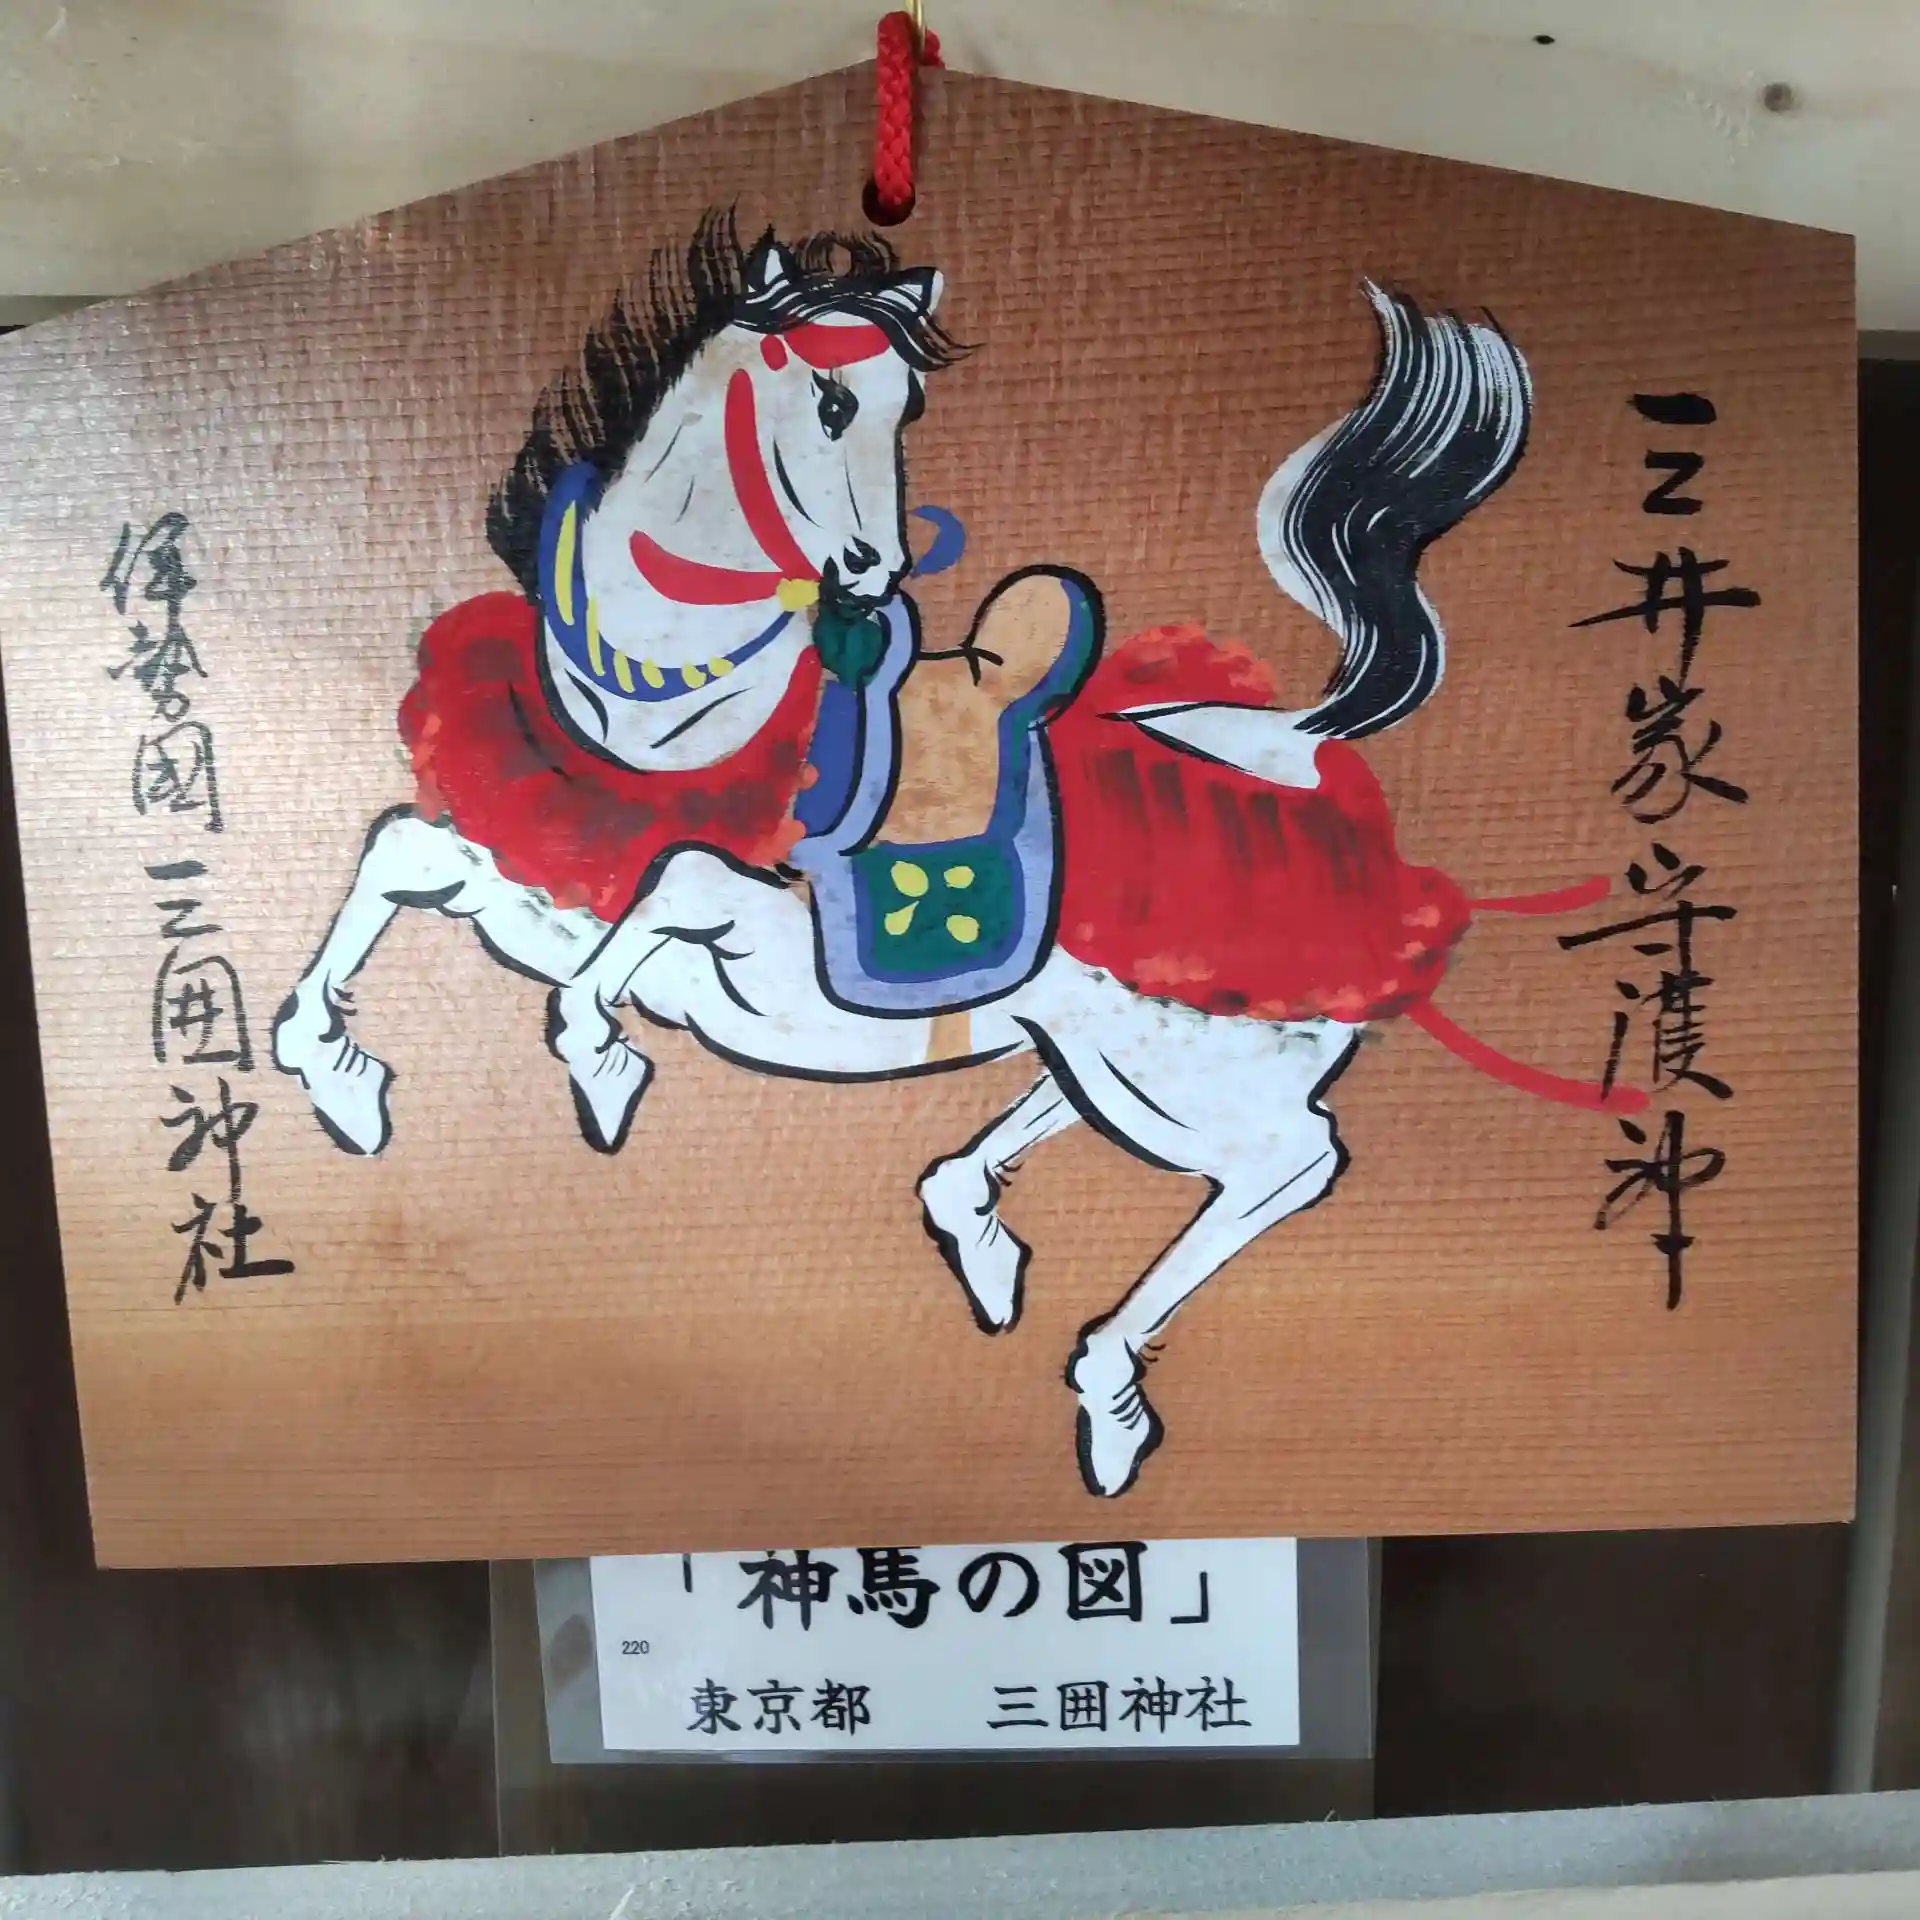 三井家守護神
伊勢國三囲神社
「神馬の図」
220
東京都 三囲神社